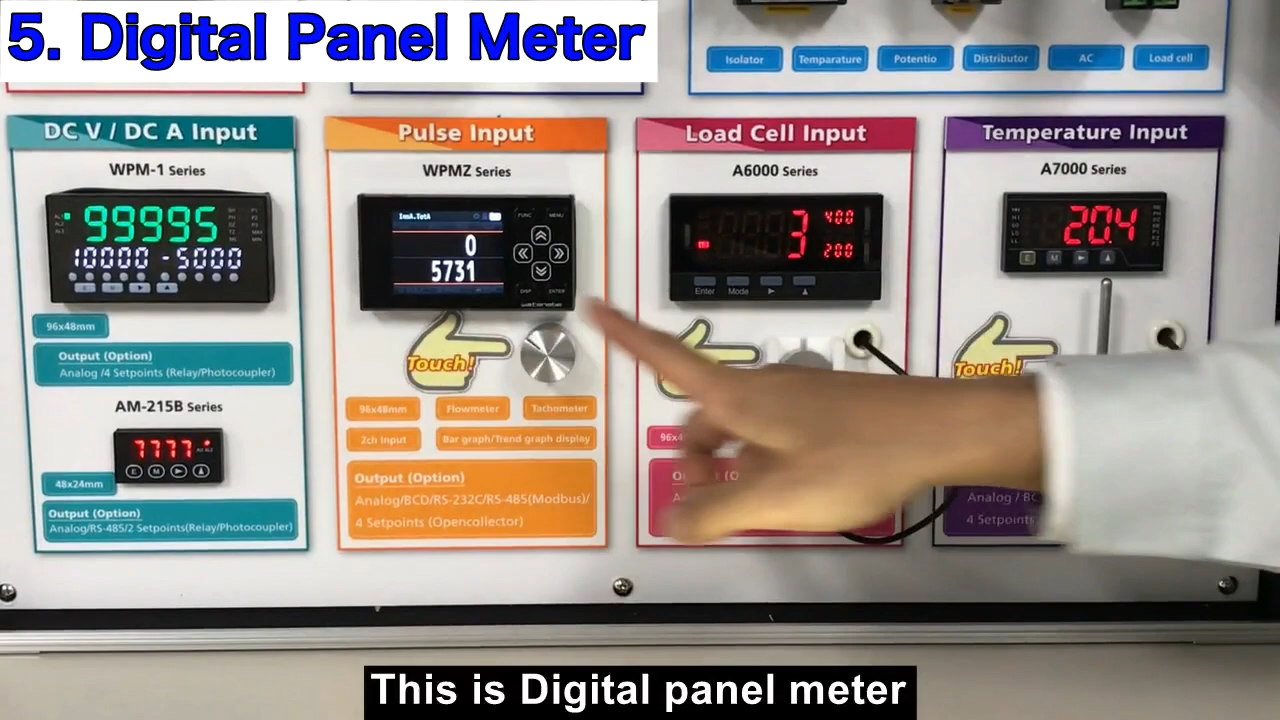 5. Digital Panel Meter
Isolator
Temparature
Potentio
Distributor
AC
Load cell
DC V / DC A Input
WPM-1 Series
99995
10000 -5000
96x48mm
Output (Option)
Analog /4 Setpoints (Relay/Photocoupler)
AM-215B Series
7777
E M
48x24mm
Output (Option)
Analog/RS-485/2 Setpoints(Relay/Photocoupler)
Pulse Input
WPMZ Series
FUNC
MENU
0
5731
DISP
ENTER
watanabe
Touch!
96x48mm
Flowmeter
Tachometer
2ch Input
Bar graph/Trend graph display
Output (Option)
Analog/BCD/RS-232C/RS-485(Modbus)/
4 Setpoints (Opencollector)
Load Cell Input
A6000 Series
3
400
200
Enter
Mode
Temperature Input
A7000 Series
20.4
E M
Touch!
Analog / BC
4 Setpoints
This is Digital panel meter